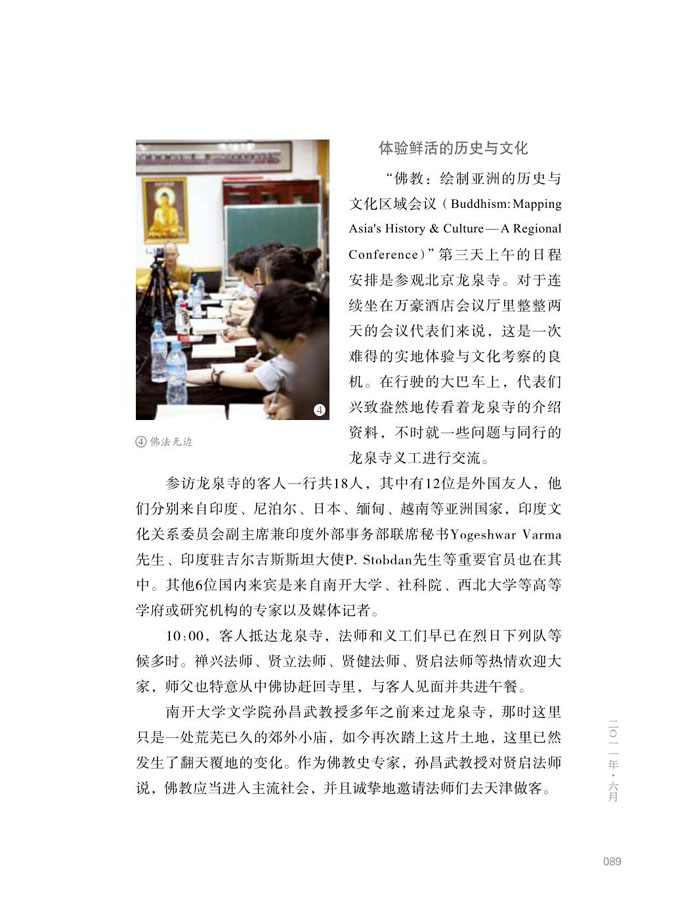 体验鲜活的历史与文化
“佛教：绘制亚洲的历史与
文化区域会议（Buddhism: Mapping
Asia's History & Culture—A Regional
Conference）”第三天上午的日程
安排是参观北京龙泉寺。对于连
续坐在万豪酒店会议厅里整整两
天的会议代表们来说，这是一次
难得的实地体验与文化考察的良
机。在行驶的大巴车上，代表们
兴致盎然地传看着龙泉寺的介绍
资料，不时就一些问题与同行的
龙泉寺义工进行交流。
④
④ 佛法无边
参访龙泉寺的客人一行共18人，其中有12位是外国友人，他
们分别来自印度、尼泊尔、日本、缅甸、越南等亚洲国家，印度文
化关系委员会副主席兼印度外部事务部联席秘书Yogeshwar Varma
先生、印度驻吉尔吉斯斯坦大使P. Stobdan先生等重要官员也在其
中。其他6位国内来宾是来自南开大学、社科院、西北大学等高等
学府或研究机构的专家以及媒体记者。
10:00，客人抵达龙泉寺，法师和义工们早已在烈日下列队等
候多时。禅兴法师、贤立法师、贤健法师、贤启法师等热情欢迎大
家，师父也特意从中佛协赶回寺里，与客人见面并共进午餐。
南开大学文学院孙昌武教授多年之前来过龙泉寺，那时这里
只是一处荒芜已久的郊外小庙，如今再次踏上这片土地，这里已然
发生了翻天覆地的变化。作为佛教史专家，孙昌武教授对贤启法师
说，佛教应当进入主流社会，并且诚挚地邀请法师们去天津做客。
二〇一一年·六月
089